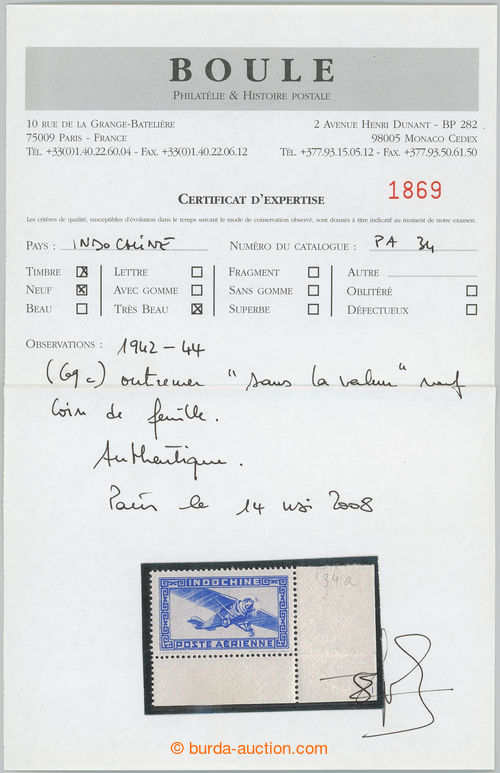 BOULE
PHILATÉLIE & HISTOIRE POSTALE
10 RUE DE LA GRANGE-BATELIÈRE
75009 PARIS - FRANCE
TÉL. +33(0)1.40.22.60.04 - FAX. +33(0)1.40.22.06.12
2 AVENUE HENRI DUNANT - BP 282
98005 MONACO CEDEX
TÉL. +377.93.15.05.12 - FAX. +377.93.50.61.50
CERTIFICAT D'EXPERTISE
1869
Les critères de qualité, susceptibles d'évolution dans le temps suivant le mode de conservation observé, sont donnés à titre indicatif au moment de notre examen.
PAYS : INDOCHINE NUMÉRO DU CATALOGUE : PA 34
TIMBRE LETTRE FRAGMENT AUTRE
NEUF AVEC GOMME SANS GOMME OBLITÉRÉ
BEAU TRÈS BEAU SUPERBE DÉFECTUEUX
OBSERVATIONS : 1942-44
outremer "sans la valeur" neuf
coin de feuille.
Authentique.
Paris le 14 mai 2008
INDOCHINE
POSTE AÉRIENNE
34a
© burda-auction.com